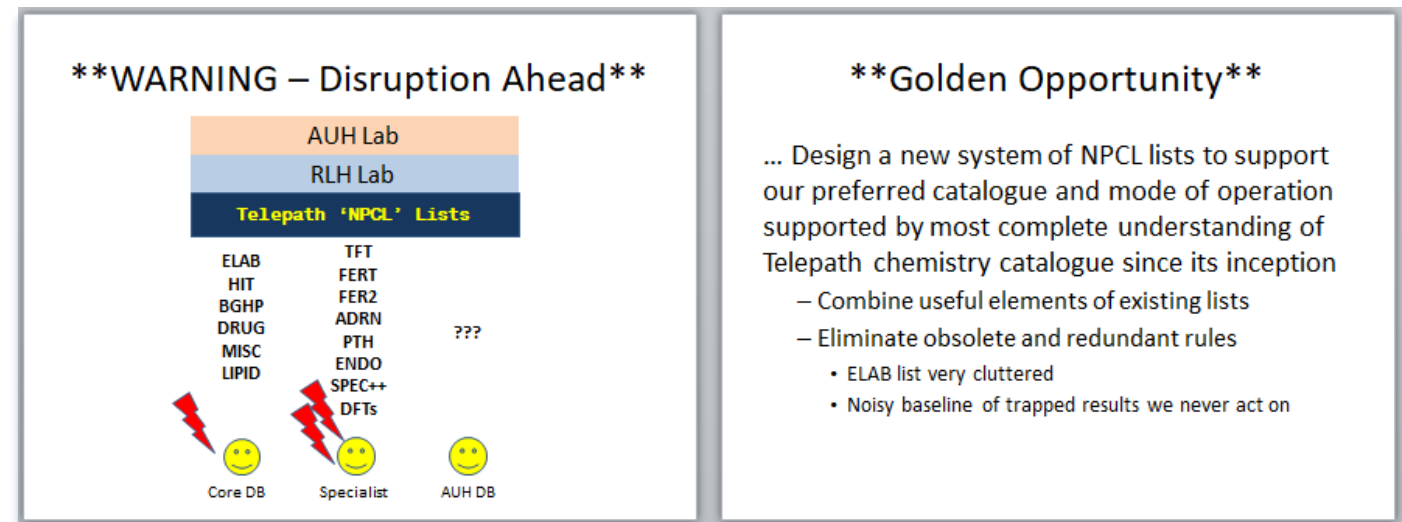 **WARNING – Disruption Ahead**
AUH Lab
RLH Lab
Telepath ‘NPCL’ Lists
ELAB
HIT
BGHP
DRUG
MISC
LIPID
TFT
FERT
FER2
ADRN
PTH
ENDO
SPEC++
DFTs
???
Core DB
Specialist
AUH DB
**Golden Opportunity**
... Design a new system of NPCL lists to support
our preferred catalogue and mode of operation
supported by most complete understanding of
Telepath chemistry catalogue since its inception
– Combine useful elements of existing lists
– Eliminate obsolete and redundant rules
• ELAB list very cluttered
• Noisy baseline of trapped results we never act on